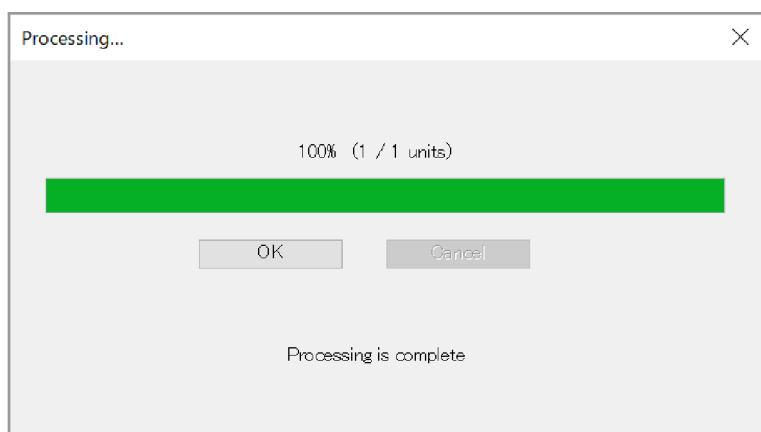 Processing...
100% (1 / 1 units)
OK Cancel
Processing is complete